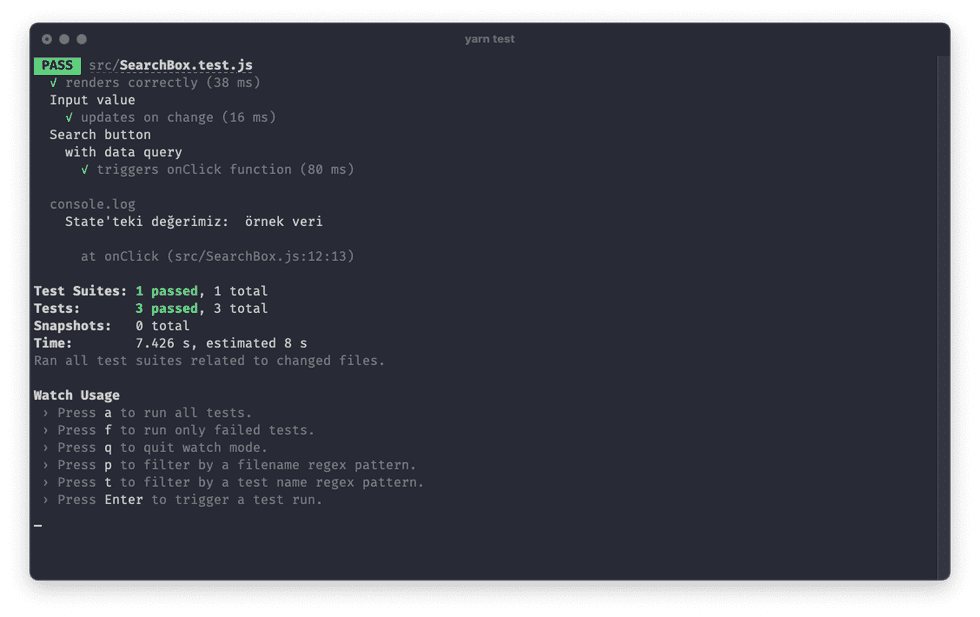 yarn test
PASS src/SearchBox.test.js
√ renders correctly (38 ms)
Input value
√ updates on change (16 ms)
Search button
with data query
√ triggers onClick function (80 ms)
console.log
State'teki değerimiz:  örnek veri
at onClick (src/SearchBox.js:12:13)
Test Suites: 1 passed, 1 total
Tests: 3 passed, 3 total
Snapshots: 0 total
Time: 7.426 s, estimated 8 s
Ran all test suites related to changed files.
Watch Usage
› Press a to run all tests.
› Press f to run only failed tests.
› Press q to quit watch mode.
› Press p to filter by a filename regex pattern.
› Press t to filter by a test name regex pattern.
› Press Enter to trigger a test run.